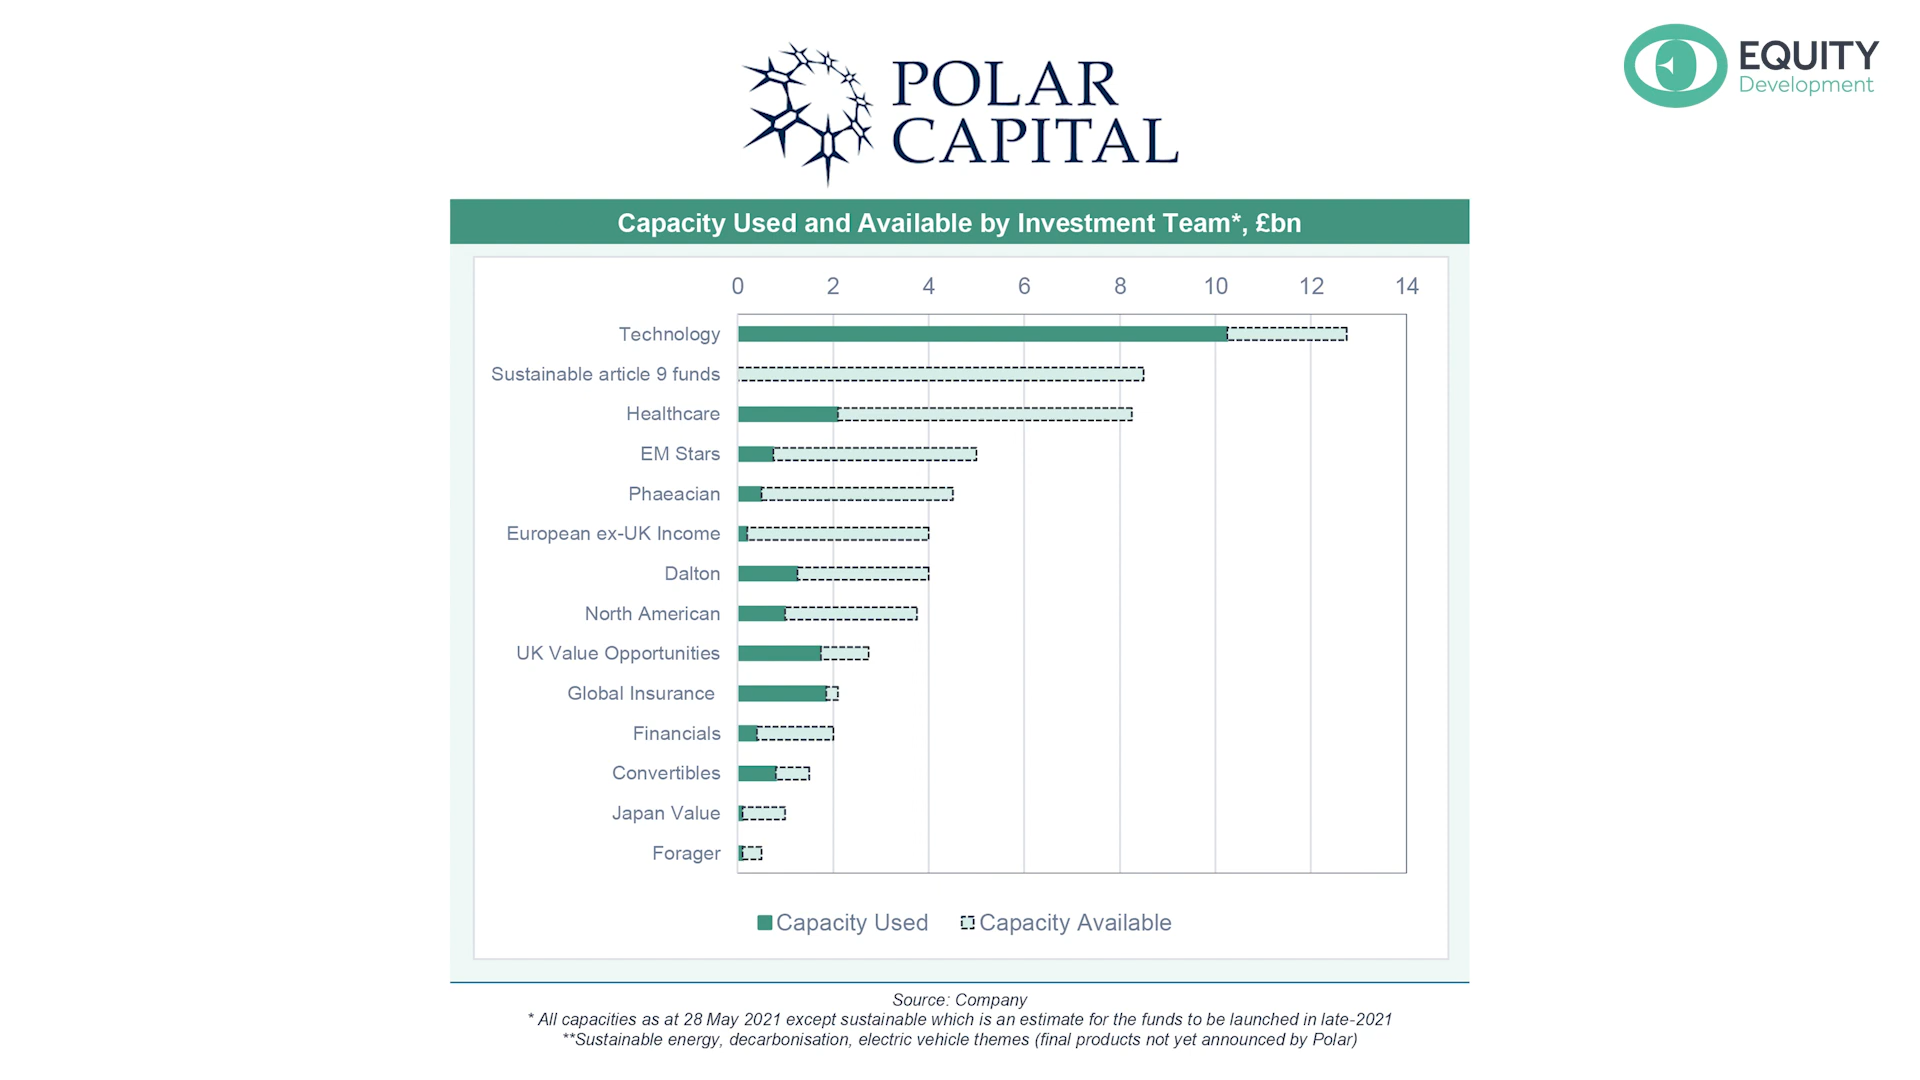 POLAR
CAPITAL
EQUITY
Development
Capacity Used and Available by Investment Team*, £bn
0 2 4 6 8 10 12 14
Technology
Sustainable article 9 funds
Healthcare
EM Stars
Phaeacian
European ex-UK Income
Dalton
North American
UK Value Opportunities
Global Insurance
Financials
Convertibles
Japan Value
Forager
Capacity Used Capacity Available
Source: Company
* All capacities as at 28 May 2021 except sustainable which is an estimate for the funds to be launched in late-2021
**Sustainable energy, decarbonisation, electric vehicle themes (final products not yet announced by Polar)